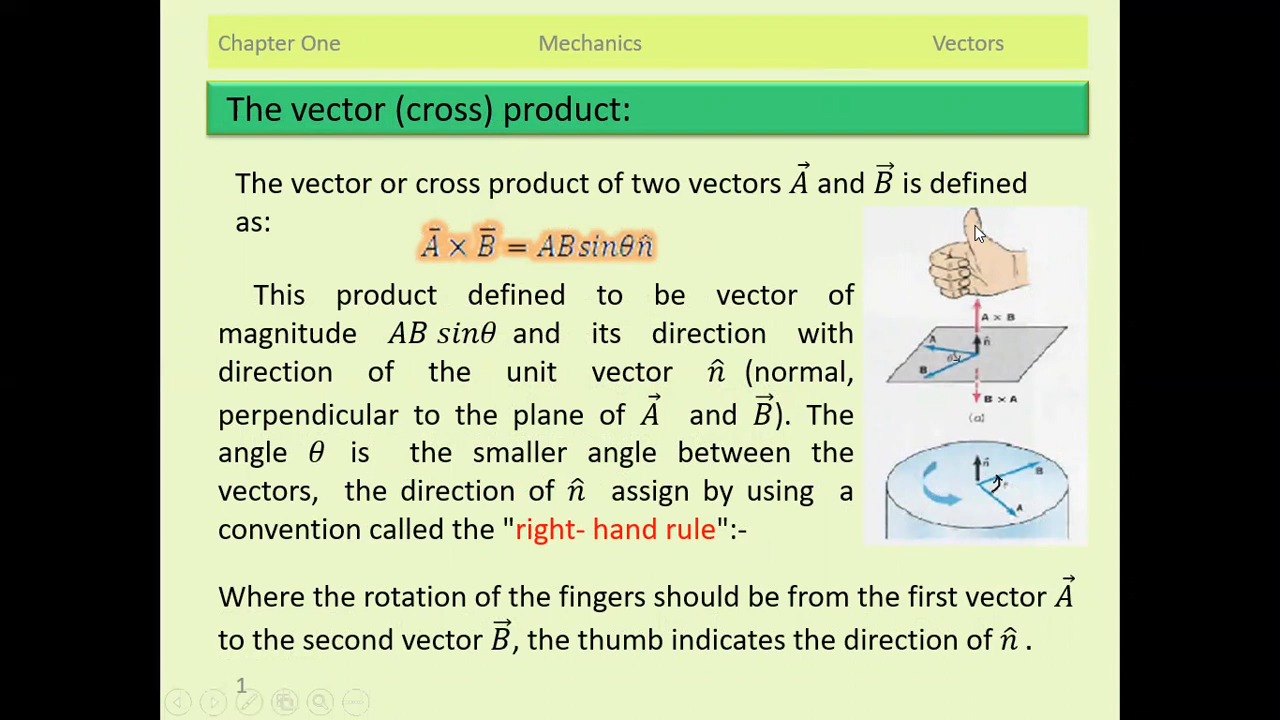 Chapter One Mechanics Vectors
The vector (cross) product:
The vector or cross product of two vectors A⃗ and B⃗ is defined
as:
A⃗ × B⃗ = ABsinθn̂
This product defined to be vector of
magnitude AB sinθ and its direction with
direction of the unit vector n̂ (normal,
perpendicular to the plane of A⃗ and B⃗). The
angle θ is the smaller angle between the
vectors, the direction of n̂ assign by using a
convention called the "right- hand rule":-
A × B
A
n̂
θ
B
B × A
(a)
n̂
B
A
Where the rotation of the fingers should be from the first vector A⃗
to the second vector B⃗, the thumb indicates the direction of n̂ .
1